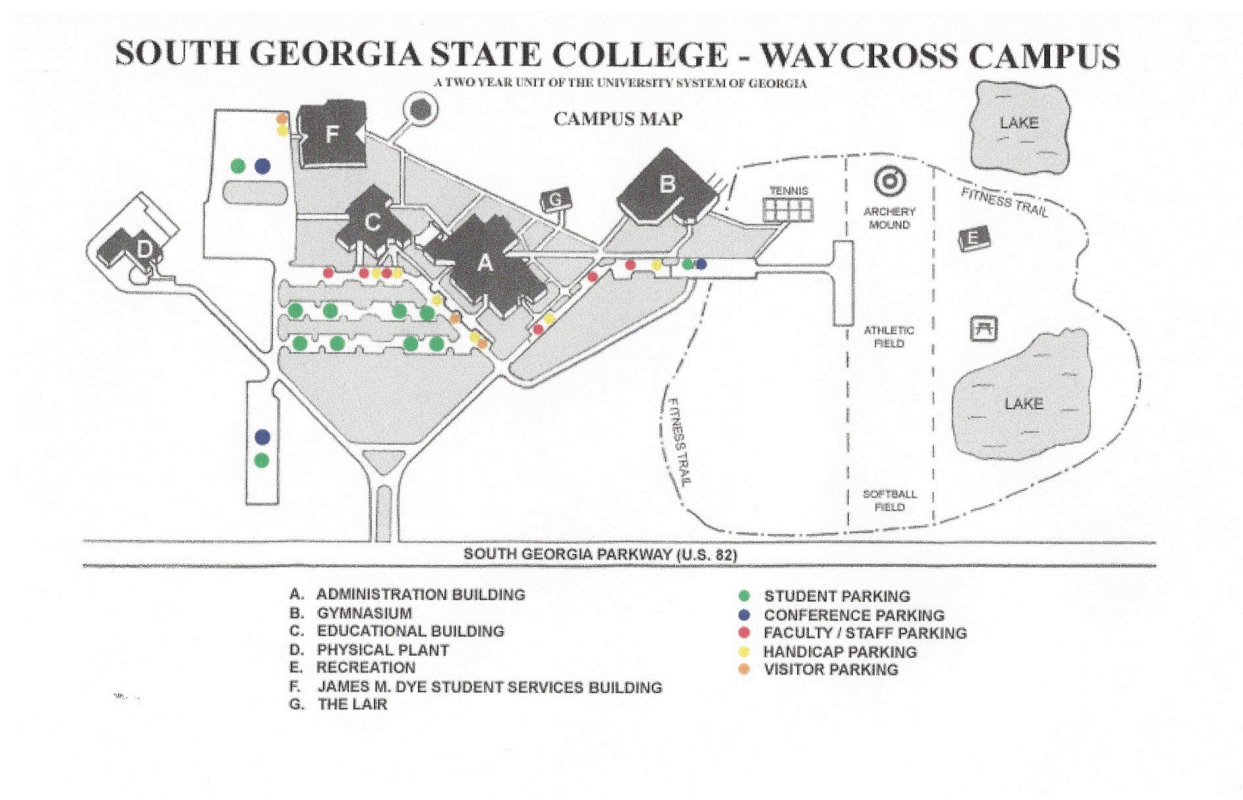 SOUTH GEORGIA STATE COLLEGE - WAYCROSS CAMPUS
A TWO YEAR UNIT OF THE UNIVERSITY SYSTEM OF GEORGIA
CAMPUS MAP
LAKE
F
B
TENNIS
ARCHERY
MOUND
FITNESS TRAIL
G
C
E
D
A
ATHLETIC
FIELD
LAKE
FITNESS TRAIL
SOFTBALL
FIELD
SOUTH GEORGIA PARKWAY (U.S. 82)
A. ADMINISTRATION BUILDING
B. GYMNASIUM
C. EDUCATIONAL BUILDING
D. PHYSICAL PLANT
E. RECREATION
F. JAMES M. DYE STUDENT SERVICES BUILDING
G. THE LAIR
STUDENT PARKING
CONFERENCE PARKING
FACULTY / STAFF PARKING
HANDICAP PARKING
VISITOR PARKING